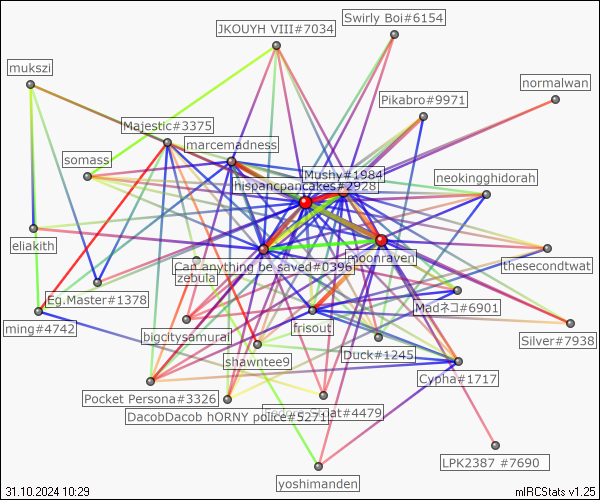 JKOUYH VIII#7034
Swirly Boi#6154
mukszi
normalwan
Pikabro#9971
Majestic#3375
marcemadness
somass
Mushy#1984
neokingghidorah
hispancpancakes#2928
eliakith
moonraven
thesecondtwat
Can anything be saved#0396
zebula
Eg.Master#1378
Madネコ#6901
ming#4742
frisout
bigcitysamurai
Silver#7938
shawntee9
Duck#1245
Cypha#1717
Pocket Persona#3326
at#4479
DacobDacob hORNY police#5271
LPK2387 #7690
yoshimanden
31.10.2024 10:29
mIRCStats v1.25